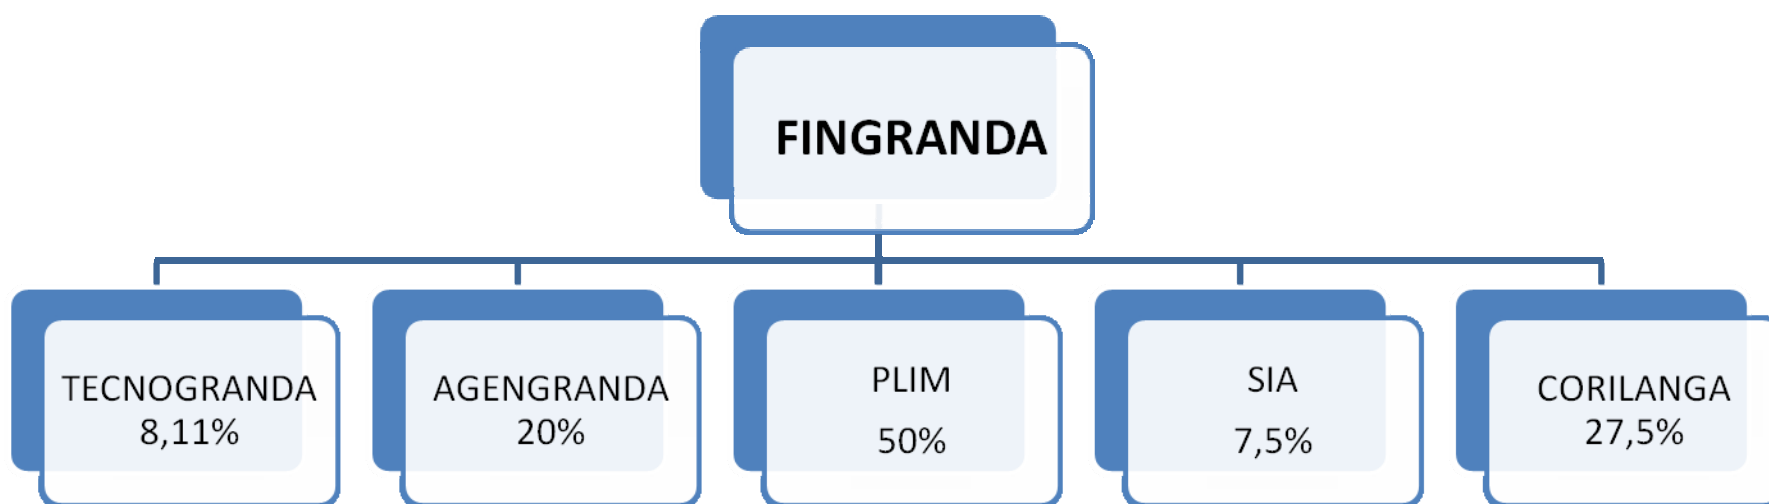 FINGRANDA
TECNOGRANDA
8,11%
AGENGRANDA
20%
PLIM
50%
SIA
7,5%
CORILANGA
27,5%